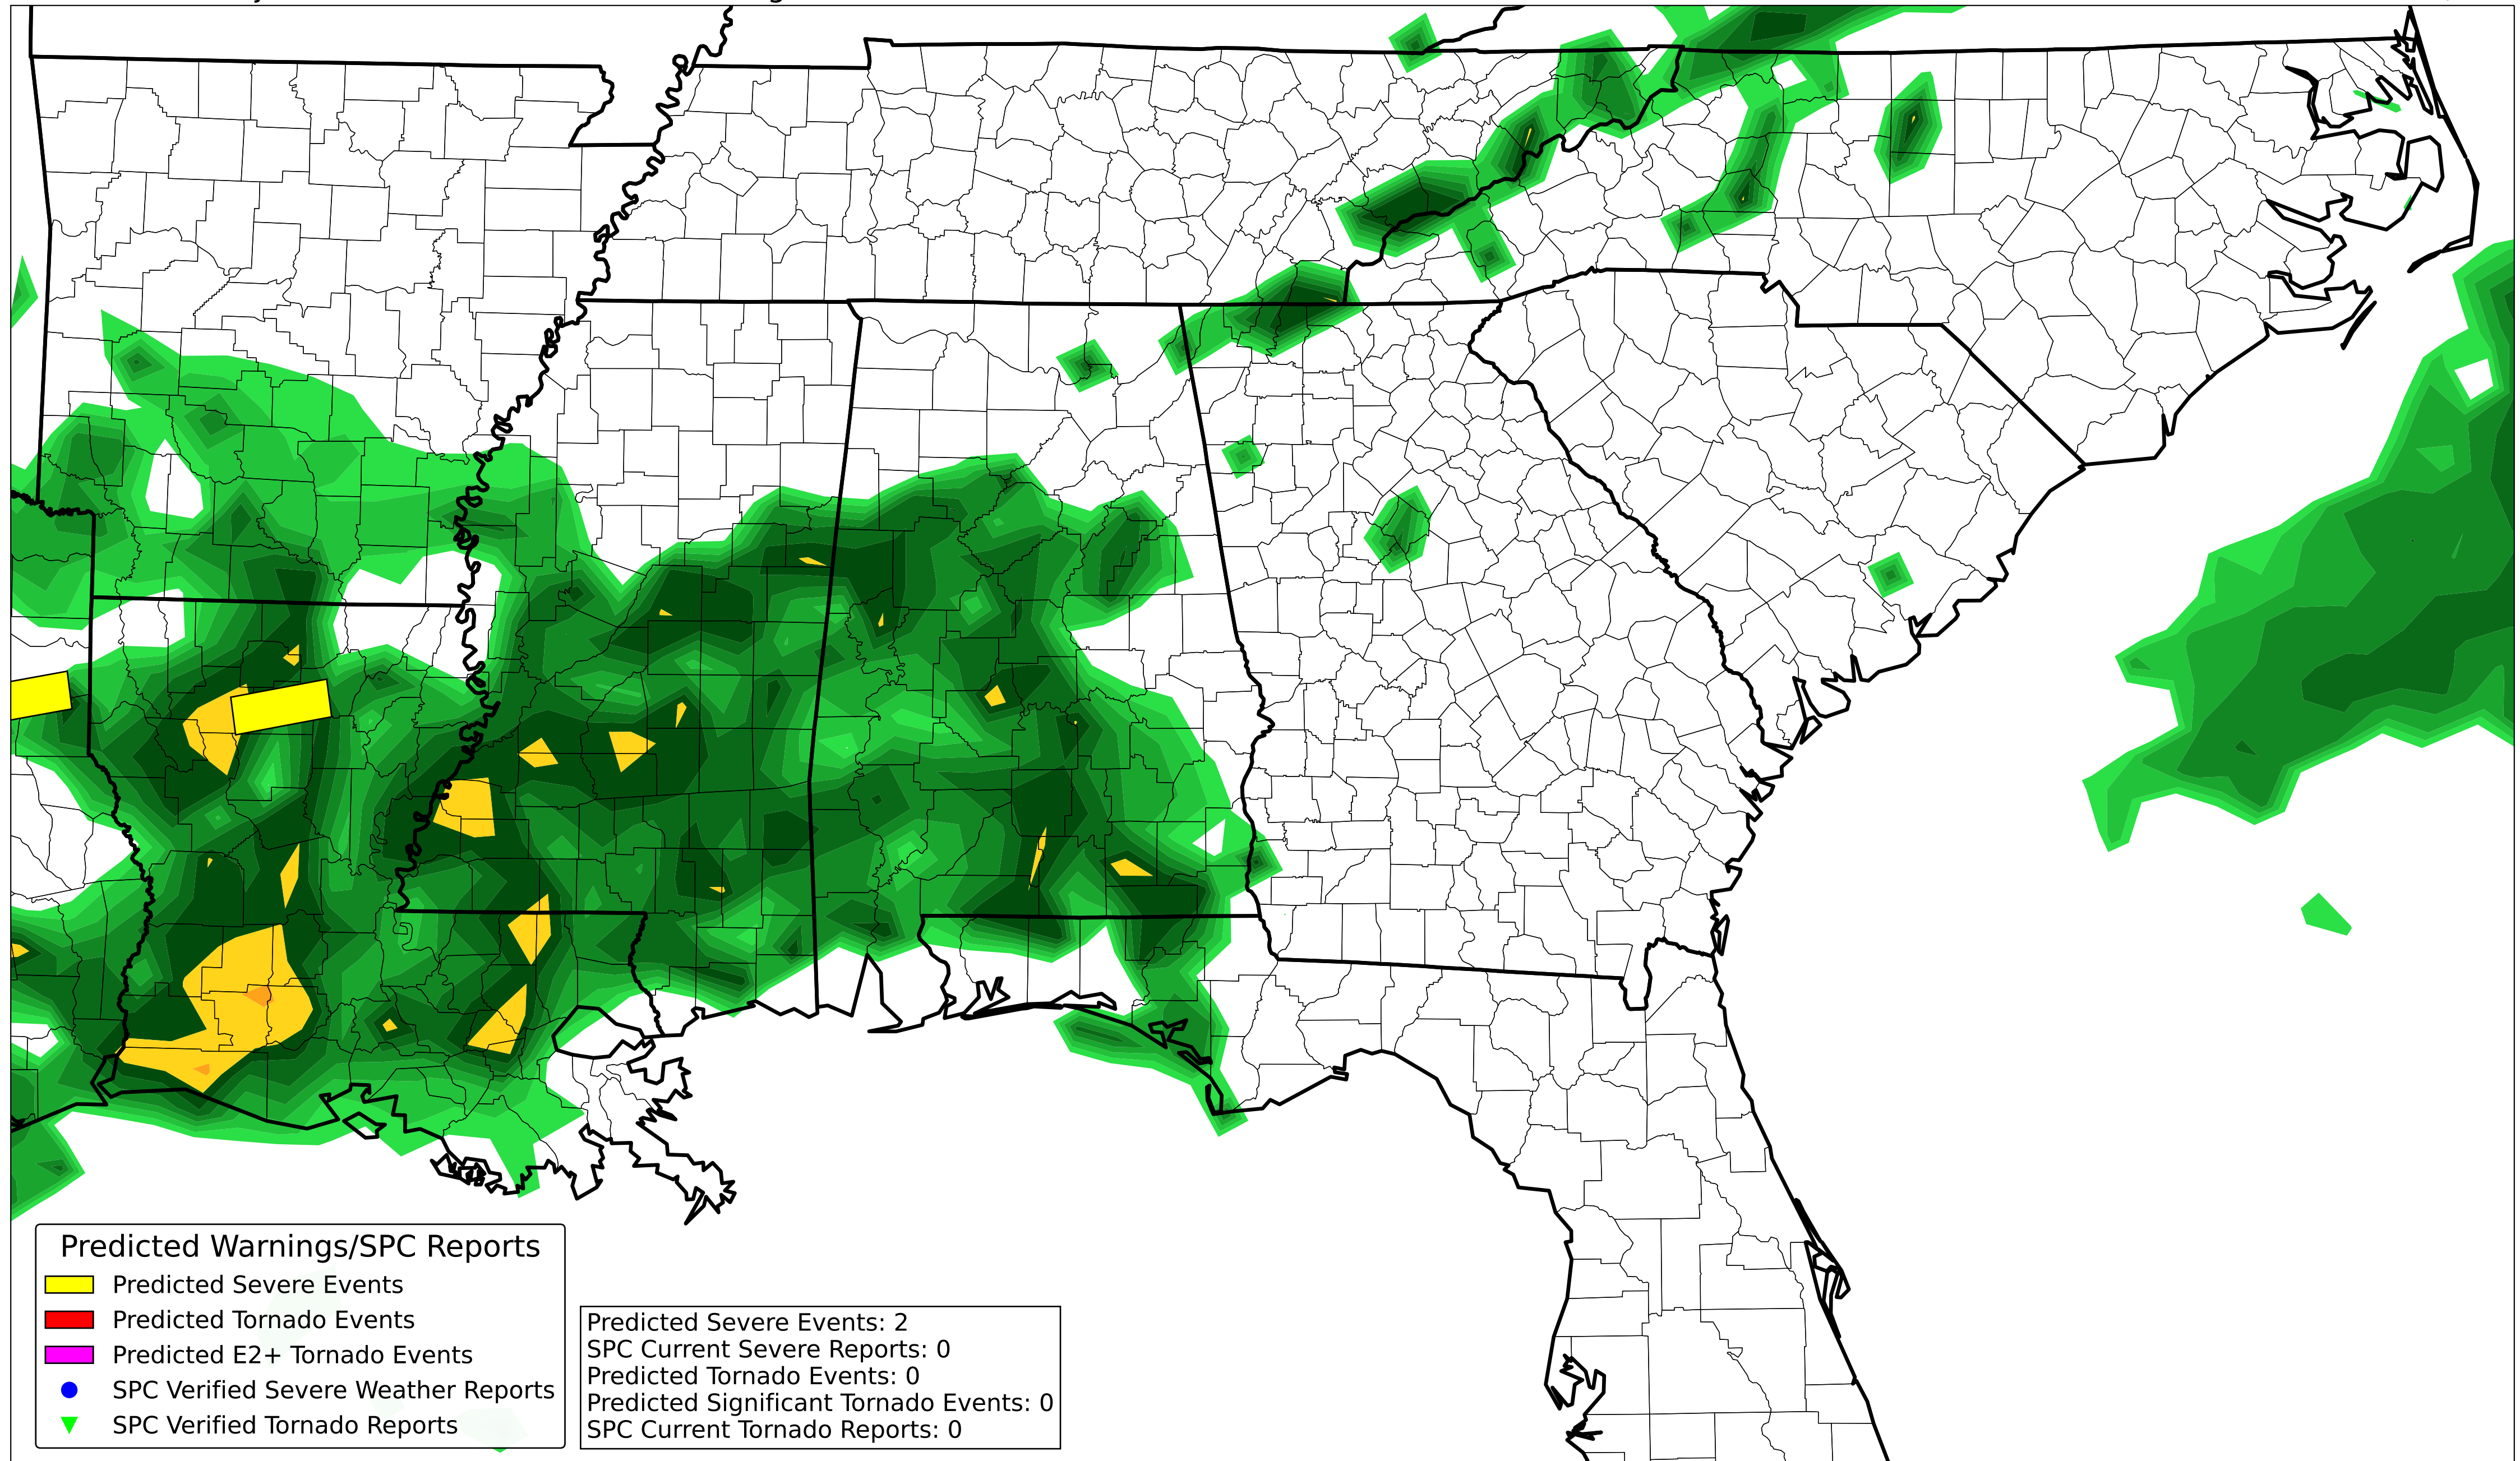 Predicted Warnings/SPC Reports
Predicted Severe Events
Predicted Tornado Events
Predicted E2+ Tornado Events
SPC Verified Severe Weather Reports
SPC Verified Tornado Reports
Predicted Severe Events: 2
SPC Current Severe Reports: 0
Predicted Tornado Events: 0
Predicted Significant Tornado Events: 0
SPC Current Tornado Reports: 0